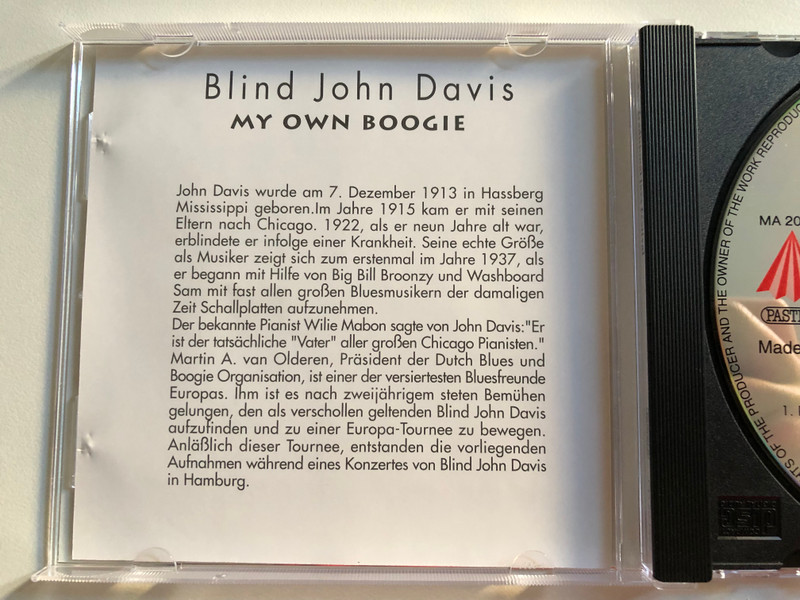 Blind John Davis
MY OWN BOOGIE
John Davis wurde am 7. Dezember 1913 in Hassberg
Mississippi geboren.Im Jahre 1915 kam er mit seinen
Eltern nach Chicago. 1922, als er neun Jahre alt war,
erblindete er infolge einer Krankheit. Seine echte Größe
als Musiker zeigt sich zum erstenmal im Jahre 1937, als
er begann mit Hilfe von Big Bill Broonzy und Washboard
Sam mit fast allen großen Bluesmusikern der damaligen
Zeit Schallplatten aufzunehmen.
Der bekannte Pianist Wilie Mabon sagte von John Davis:"Er
ist der tatsächliche "Vater" aller großen Chicago Pianisten."
Martin A. van Olderen, Präsident der Dutch Blues und
Boogie Organisation, ist einer der versiertesten Bluesfreunde
Europas. Ihm ist es nach zweijährigem steten Bemühen
gelungen, den als verschollen geltenden Blind John Davis
aufzufinden und zu einer Europa-Tournee zu bewegen.
Anläßlich dieser Tournee, entstanden die vorliegenden
Aufnahmen während eines Konzertes von Blind John Davis
in Hamburg.
OF THE PRODUCER AND THE OWNER OF THE WORK REPRODUC
MA 20
PAST
Made
1.